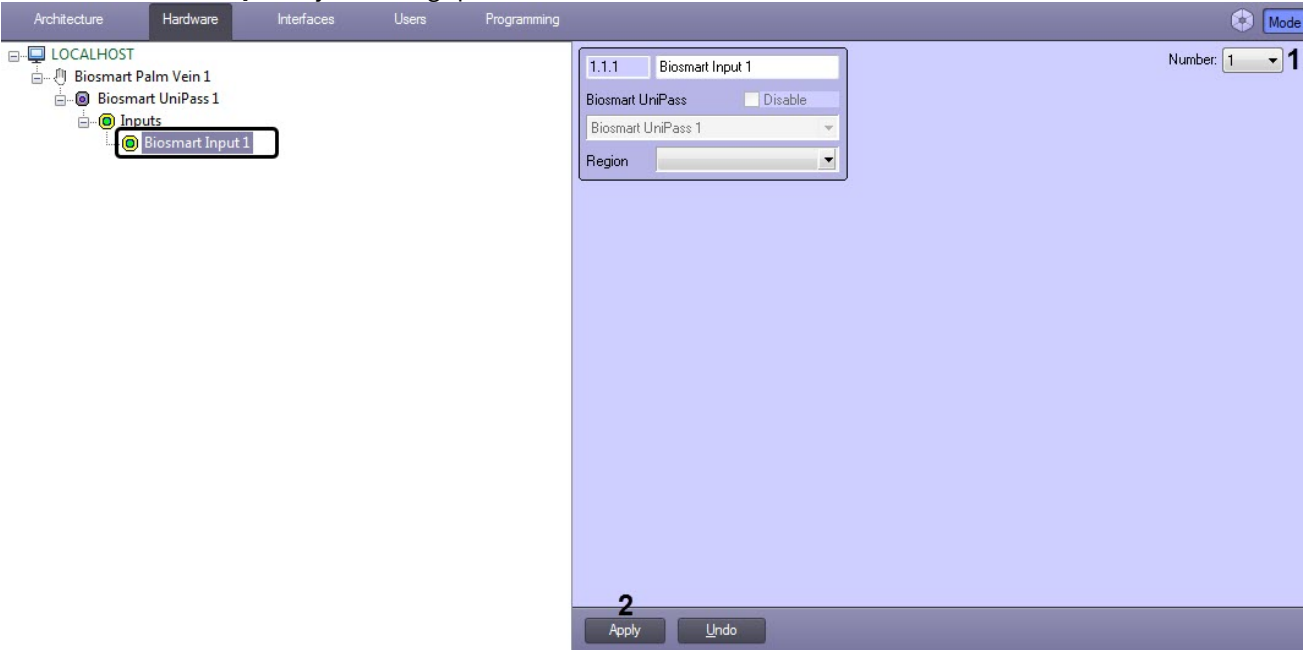 Architecture Hardware Interfaces Users Programming Mode
LOCALHOST
Biosmart Palm Vein 1
Biosmart UniPass 1
Inputs
Biosmart Input 1
1.1.1 Biosmart Input 1
Biosmart UniPass Disable
Biosmart UniPass 1
Region
Number: 1 1
2
Apply Undo